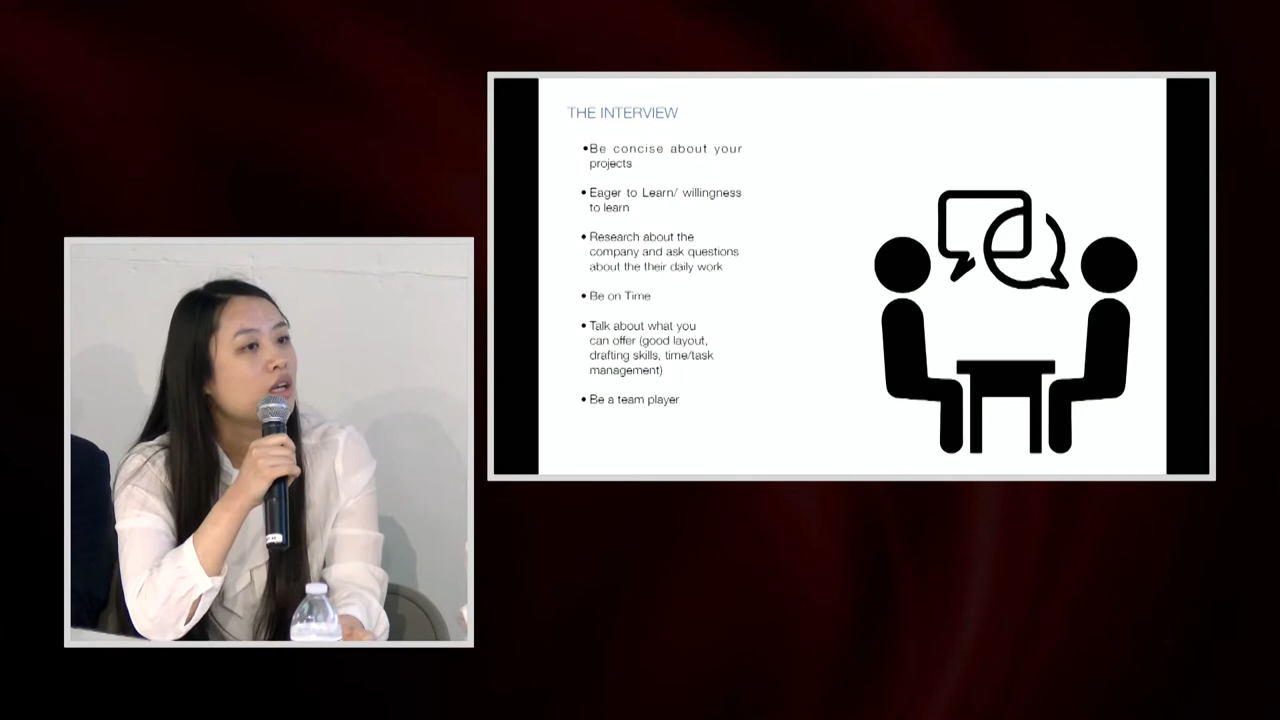 THE INTERVIEW
•Be concise about your
projects
• Eager to Learn/ willingness
to learn
• Research about the
company and ask questions
about the their daily work
• Be on Time
• Talk about what you
can offer (good layout,
drafting skills, time/task
management)
• Be a team player